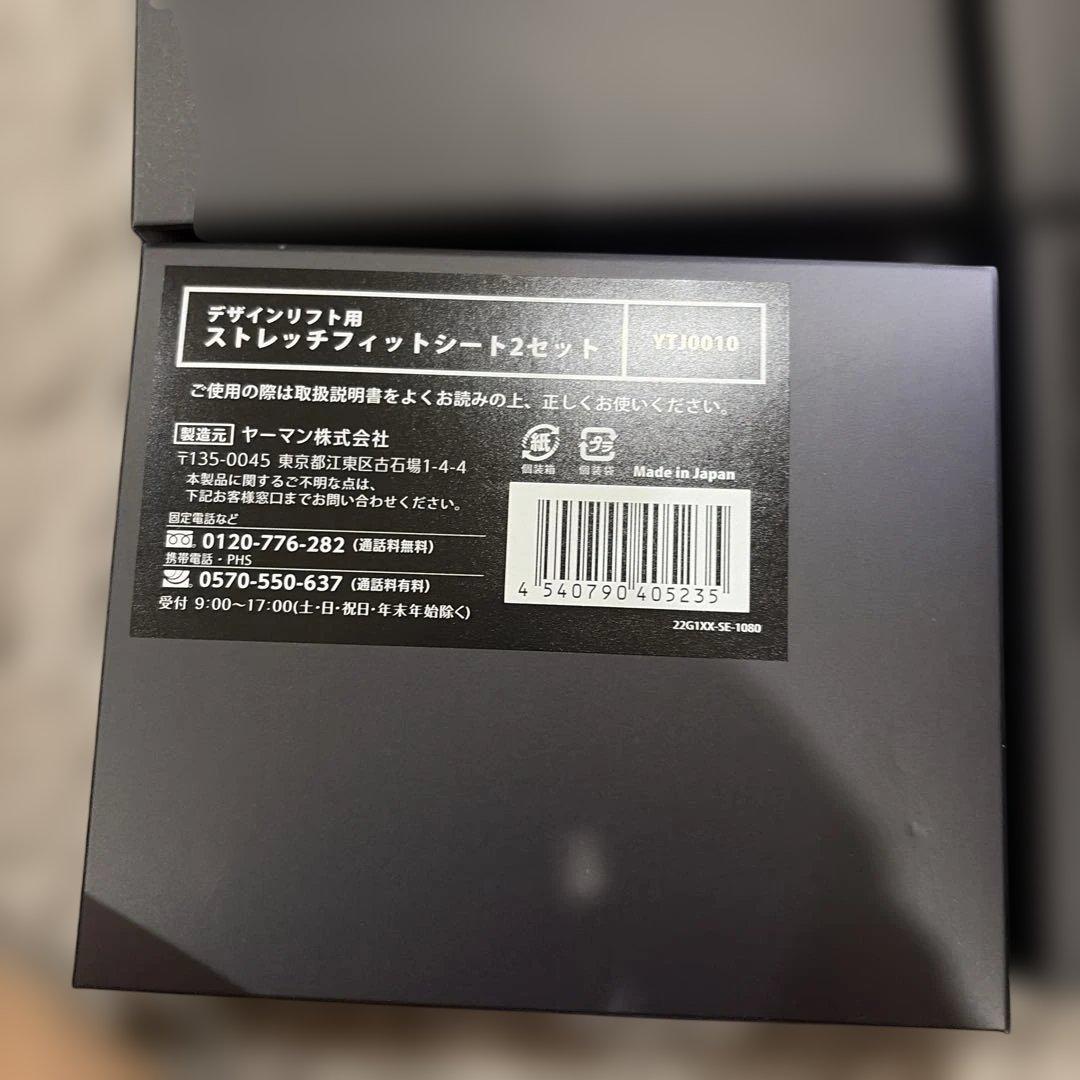 デザインリフト用
ストレッチフィットシート2セット
YTJ0010
ご使用の際は取扱説明書をよくお読みの上、正しくお使いください。
製造元 ヤーマン株式会社
〒135-0045 東京都江東区古石場1-4-4
本製品に関するご不明な点は、
下記お客様窓口までお問い合わせください。
固定電話など
0120-776-282 (通話料無料)
携帯電話・PHS
0570-550-637 (通話料有料)
受付 9:00〜17:00(土・日・祝日・年末年始除く)
紙 プラ
個装箱 個装袋 Made in Japan
4 540790 405235
22G1XX-SE-1080